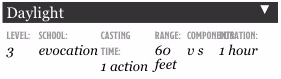 Daylight ▼
LEVEL: SCHOOL: CASTING RANGE: COMPONENTS: DURATION:
3 evocation TIME: 60 v s 1 hour
1 action feet